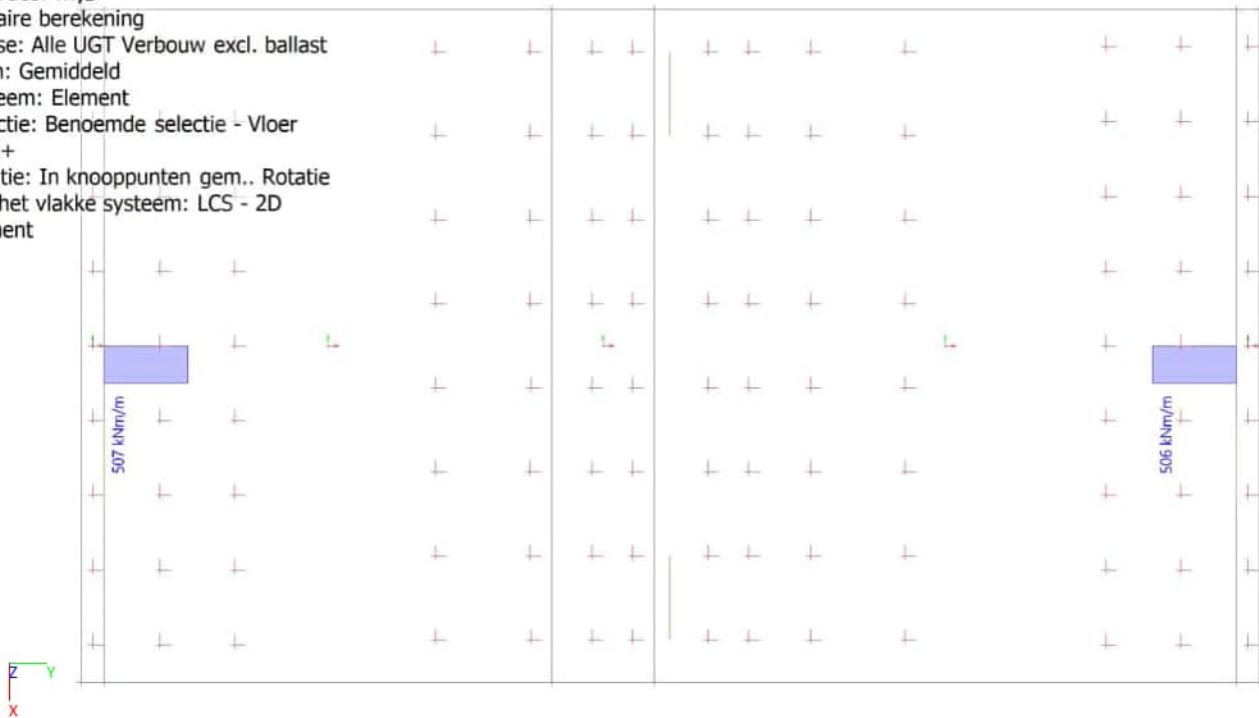 aire berekening
se: Alle UGT Verbouw excl. ballast
: Gemiddeld
eem: Element
ctie: Benoemde selectie - Vloer
+
tie: In knooppunten gem.. Rotatie
het vlakke systeem: LCS - 2D
ent
507 kNm/m
506 kNm/m
Z Y
X